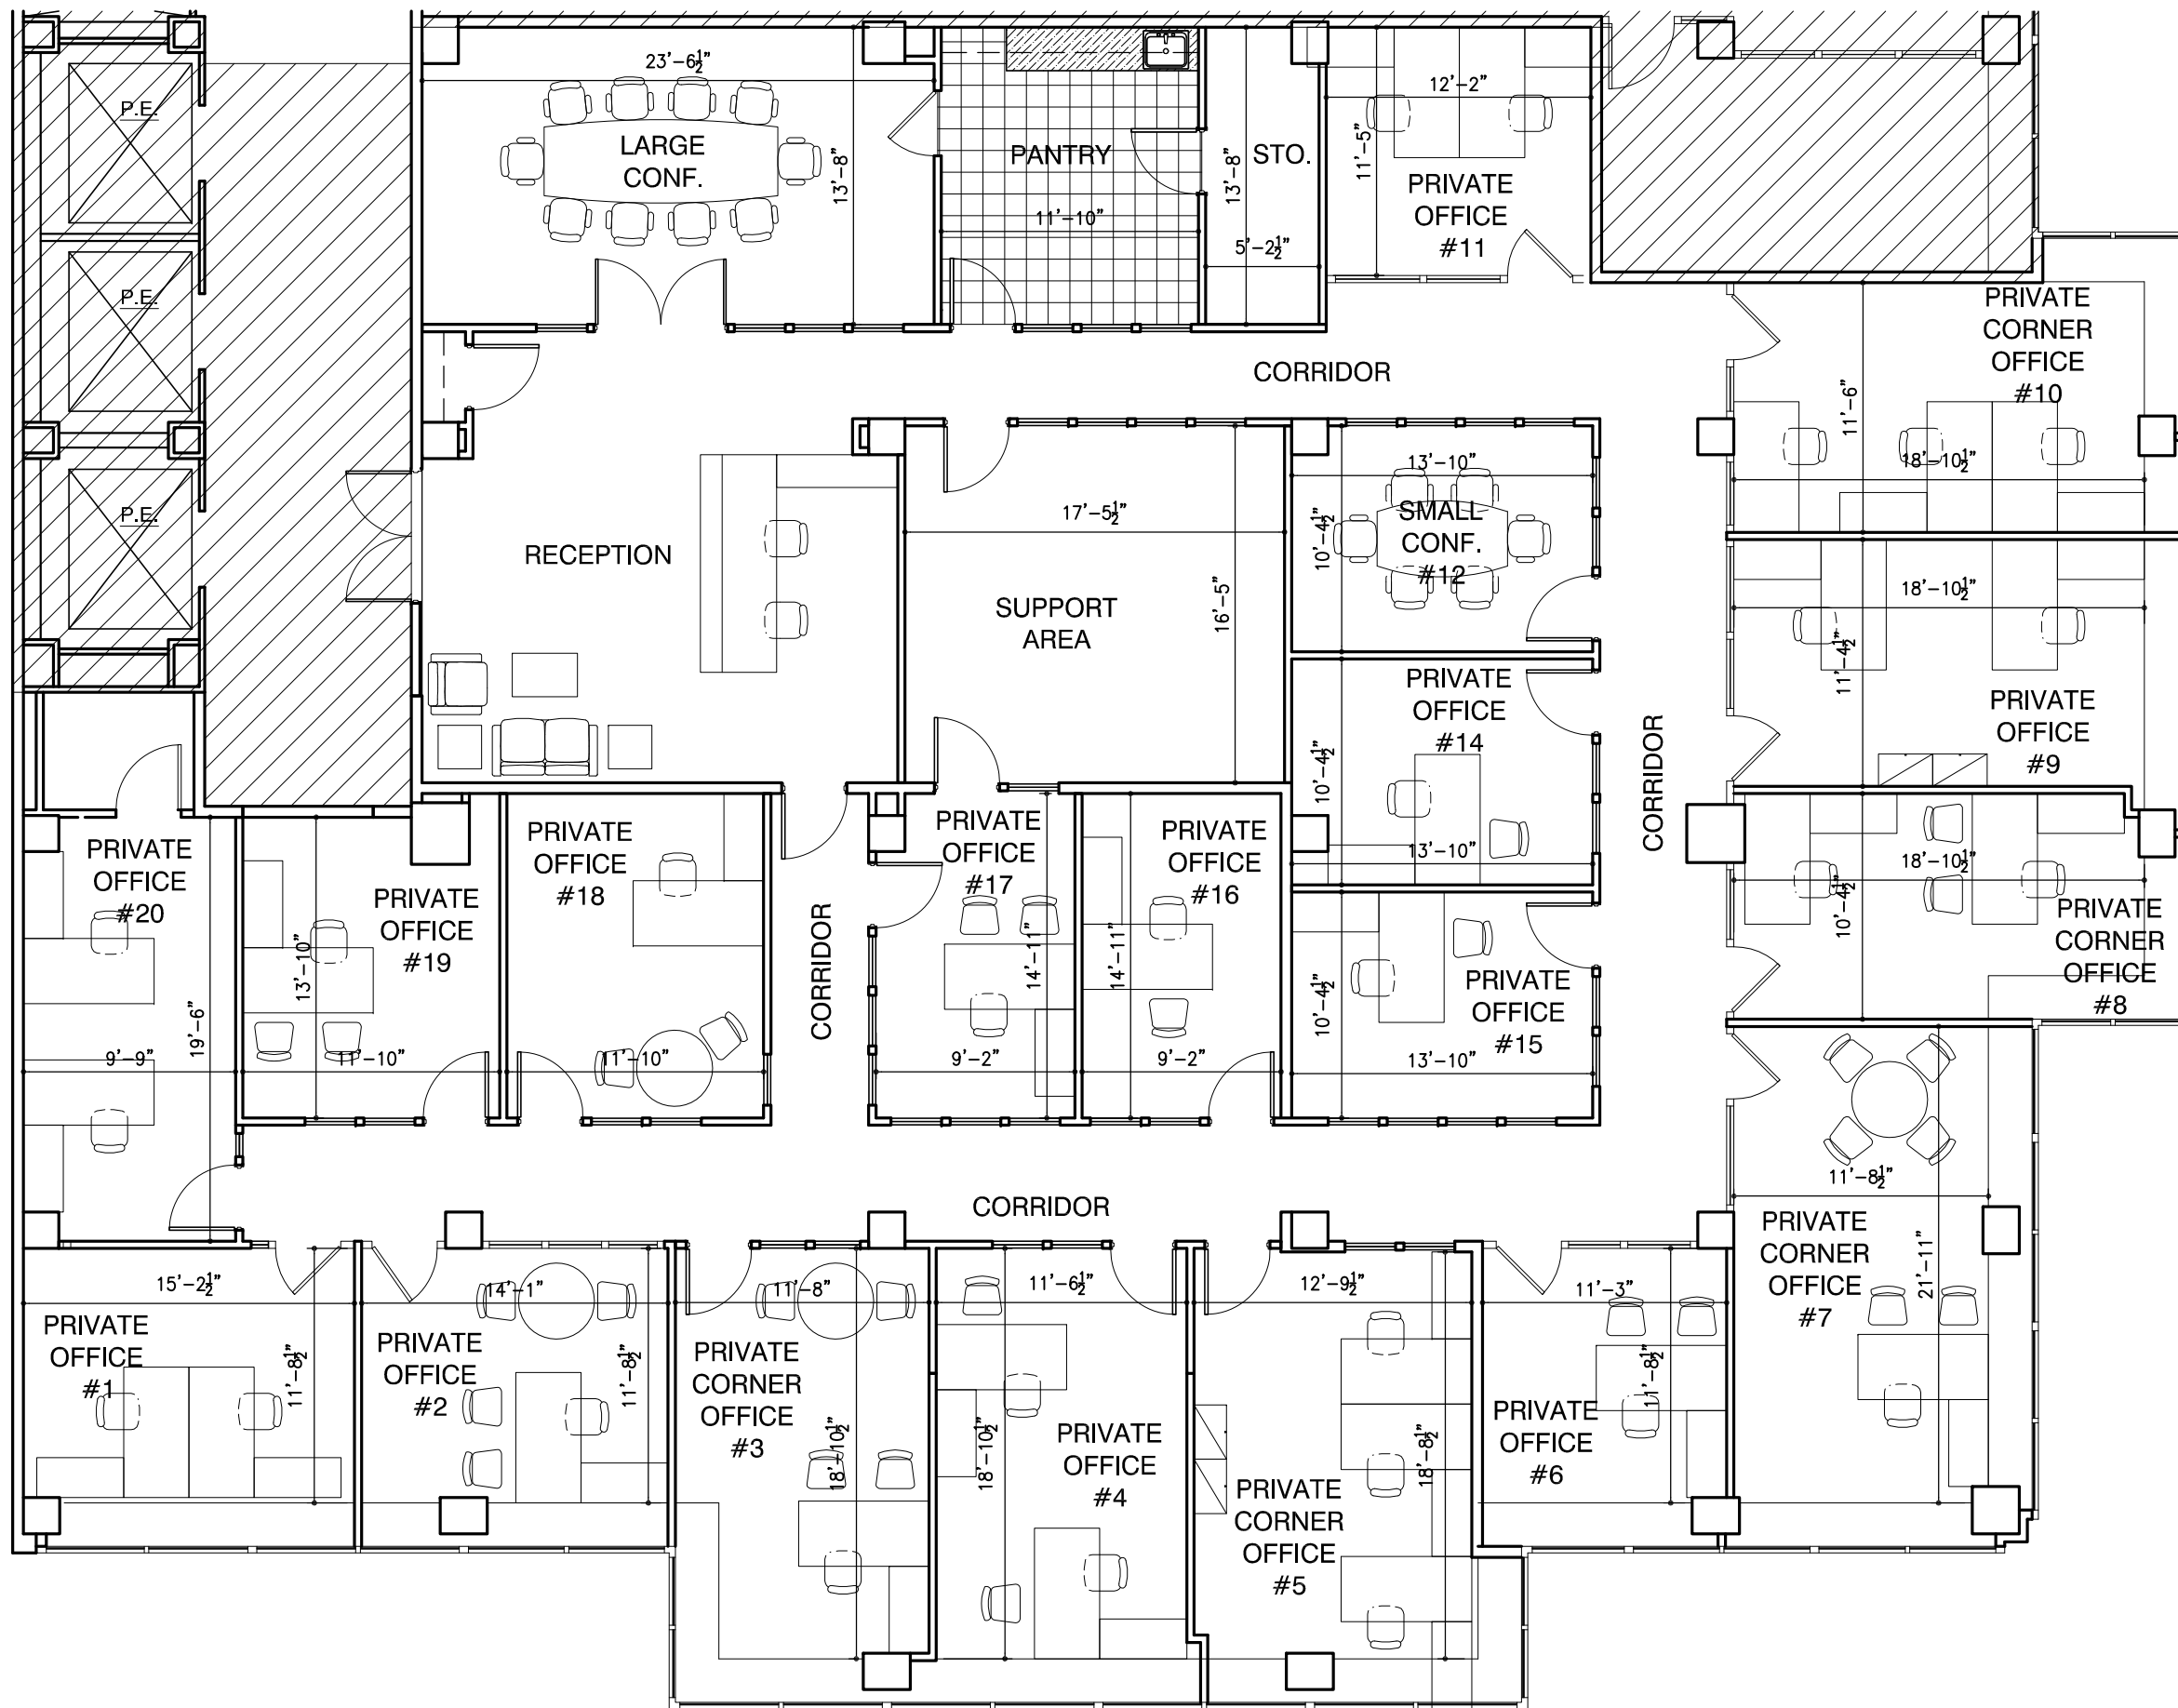 P.E.
P.E.
P.E.
23'-6½"
LARGE
CONF.
13'-8"
PANTRY
11'-10"
STO.
13'-8"
5'-2½"
12'-2"
11'-5"
PRIVATE
OFFICE
#11
CORRIDOR
PRIVATE
CORNER
OFFICE
#10
11'-6"
18'-10½"
RECEPTION
17'-5½"
16'-5"
SUPPORT
AREA
13'-10"
10'-4½"
SMALL
CONF.
#12
18'-10½"
11'-4½"
PRIVATE
OFFICE
#9
PRIVATE
OFFICE
#14
10'-4½"
13'-10"
CORRIDOR
18'-10½"
10'-4½"
PRIVATE
CORNER
OFFICE
#8
PRIVATE
OFFICE
#20
19'-6"
9'-9"
PRIVATE
OFFICE
#19
13'-10"
11'-10"
PRIVATE
OFFICE
#18
11'-10"
CORRIDOR
PRIVATE
OFFICE
#17
14'-11"
9'-2"
PRIVATE
OFFICE
#16
14'-11"
9'-2"
PRIVATE
OFFICE
#15
10'-4½"
13'-10"
CORRIDOR
11'-8½"
PRIVATE
CORNER
OFFICE
#7
21'-11"
15'-2½"
PRIVATE
OFFICE
#1
11'-8½"
14'-1"
PRIVATE
OFFICE
#2
11'-8½"
11'-8"
PRIVATE
CORNER
OFFICE
#3
18'-10½"
11'-6½"
18'-10½"
PRIVATE
OFFICE
#4
12'-9½"
PRIVATE
CORNER
OFFICE
#5
18'-8½"
11'-3"
11'-8½"
PRIVATE
OFFICE
#6